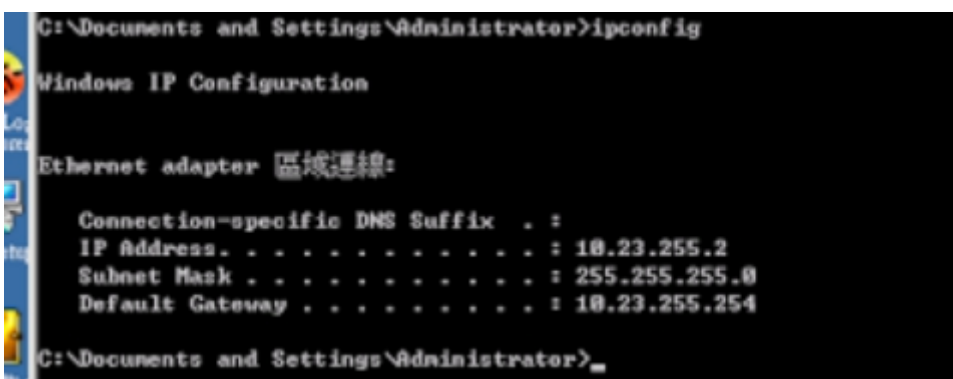 C:\Documents and Settings\Administrator>ipconfig
Windows IP Configuration
Ethernet adapter 區域連線:
Connection-specific DNS Suffix . :
IP Address. . . . . . . . . . . . : 10.23.255.2
Subnet Mask . . . . . . . . . . . : 255.255.255.0
Default Gateway . . . . . . . . . : 10.23.255.254
C:\Documents and Settings\Administrator>_